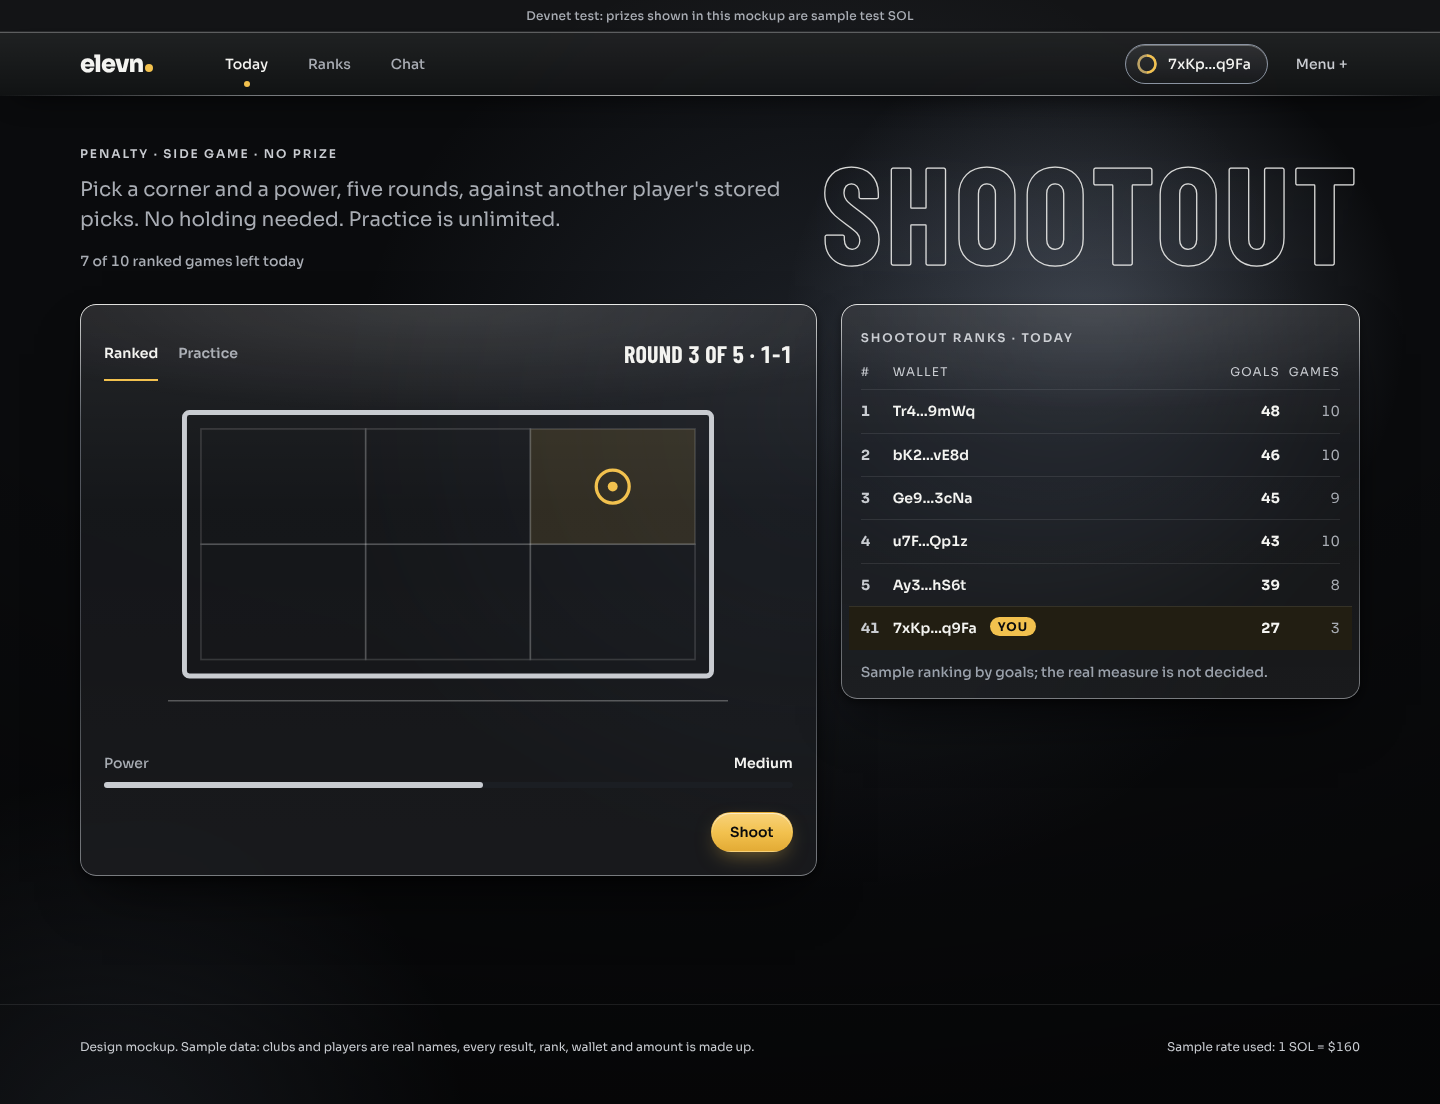 Devnet test: prizes shown in this mockup are sample test SOL
elevn.
Today
Ranks
Chat
7xKp...q9Fa
Menu +
PENALTY · SIDE GAME · NO PRIZE
Pick a corner and a power, five rounds, against another player's stored
picks. No holding needed. Practice is unlimited.
7 of 10 ranked games left today
SHOOTOUT
Ranked
Practice
ROUND 3 OF 5 · 1-1
Power
Medium
Shoot
SHOOTOUT RANKS · TODAY
# WALLET GOALS GAMES
1 Tr4...9mWq 48 10
2 bK2...vE8d 46 10
3 Ge9...3cNa 45 9
4 u7F...Qp1z 43 10
5 Ay3...hS6t 39 8
41 7xKp...q9Fa YOU 27 3
Sample ranking by goals; the real measure is not decided.
Design mockup. Sample data: clubs and players are real names, every result, rank, wallet and amount is made up.
Sample rate used: 1 SOL = $160